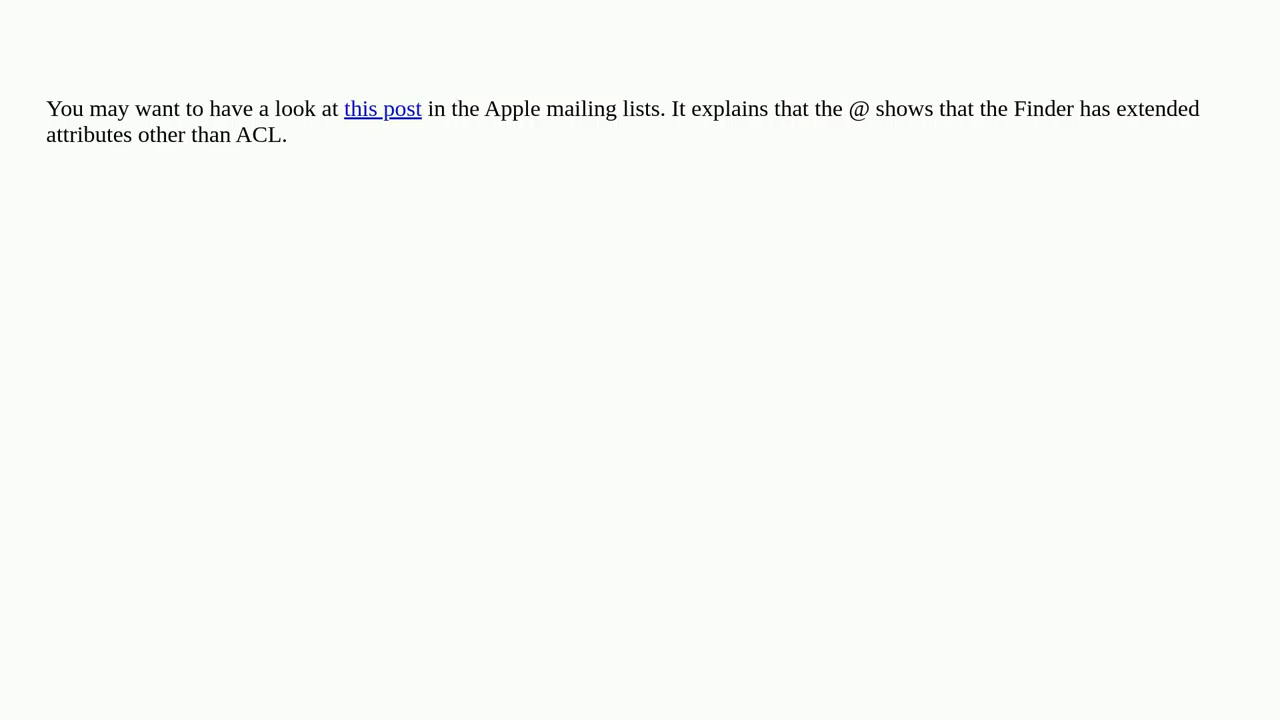 You may want to have a look at this post in the Apple mailing lists. It explains that the @ shows that the Finder has extended
attributes other than ACL.